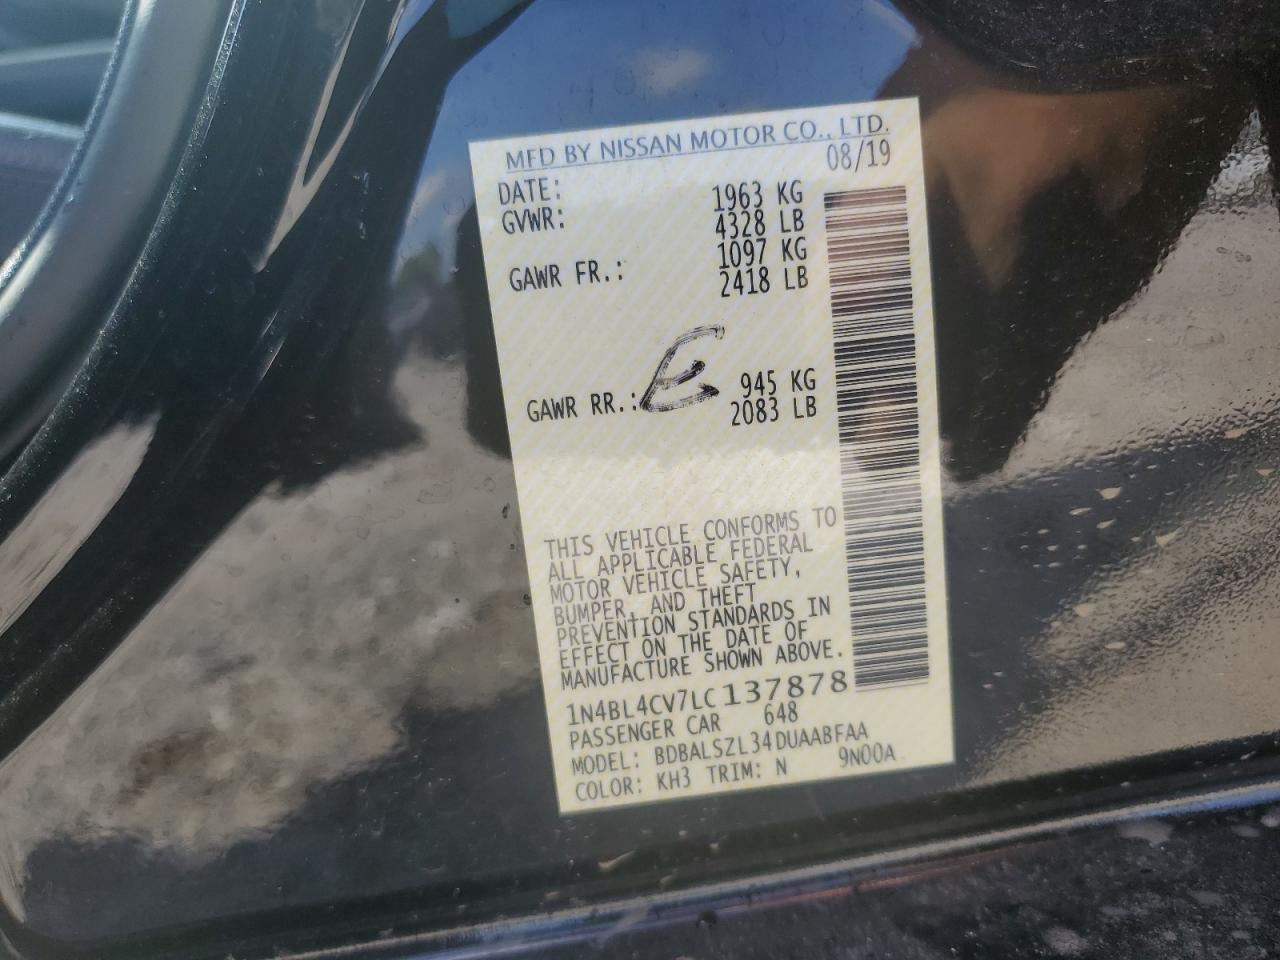 MFD BY NISSAN MOTOR CO., LTD.
DATE: 08/19
GVWR: 1963 KG
4328 LB
GAWR FR.: 1097 KG
2418 LB
E
GAWR RR.: 945 KG
2083 LB
THIS VEHICLE CONFORMS TO
ALL APPLICABLE FEDERAL
MOTOR VEHICLE SAFETY,
BUMPER, AND THEFT
PREVENTION STANDARDS IN
EFFECT ON THE DATE OF
MANUFACTURE SHOWN ABOVE.
1N4BL4CV7LC137878
PASSENGER CAR 648
MODEL: BDBALSZL34DUAABFAA
COLOR: KH3 TRIM: N 9N00A